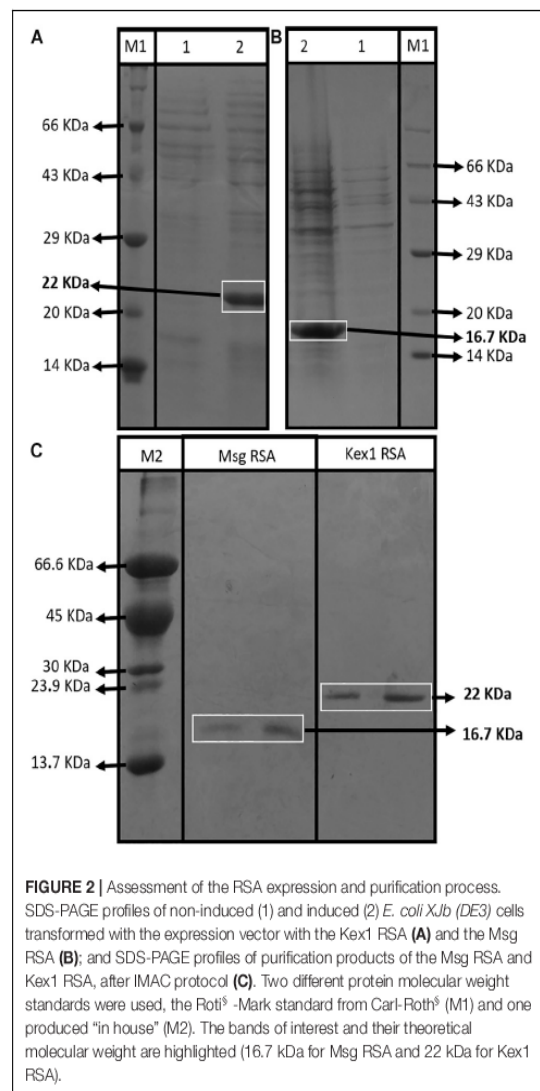 A
M1
1
2
66 KDa
43 KDa
29 KDa
22 KDa
20 KDa
14 KDa
B
2
1
M1
66 KDa
43 KDa
29 KDa
20 KDa
16.7 KDa
14 KDa
C
M2
Msg RSA
Kex1 RSA
66.6 KDa
45 KDa
30 KDa
23.9 KDa
13.7 KDa
22 KDa
16.7 KDa
FIGURE 2 | Assessment of the RSA expression and purification process.
SDS-PAGE profiles of non-induced (1) and induced (2) E. coli XJb (DE3) cells
transformed with the expression vector with the Kex1 RSA (A) and the Msg
RSA (B); and SDS-PAGE profiles of purification products of the Msg RSA and
Kex1 RSA, after IMAC protocol (C). Two different protein molecular weight
standards were used, the Roti§ -Mark standard from Carl-Roth§ (M1) and one
produced “in house” (M2). The bands of interest and their theoretical
molecular weight are highlighted (16.7 kDa for Msg RSA and 22 kDa for Kex1
RSA).